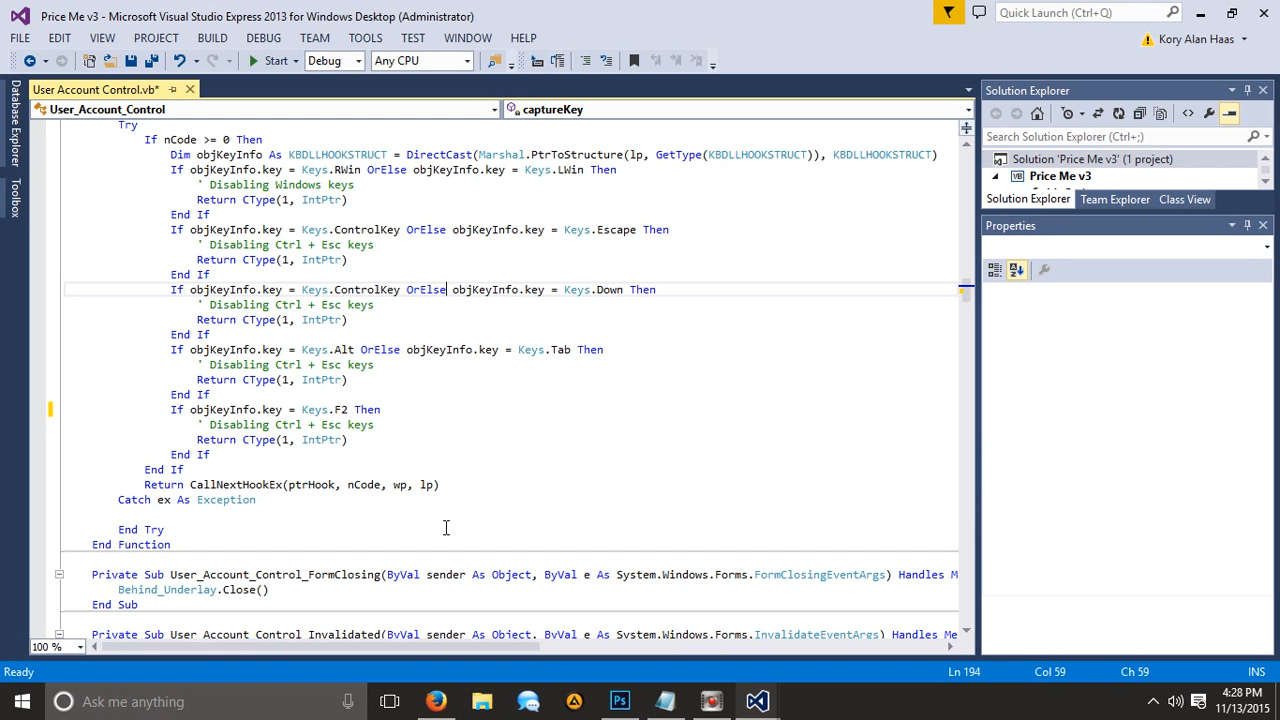 Price Me v3 - Microsoft Visual Studio Express 2013 for Windows Desktop (Administrator)
Quick Launch (Ctrl+Q)
FILE EDIT VIEW PROJECT BUILD DEBUG TEAM TOOLS TEST WINDOW HELP
Kory Alan Haas
Start Debug Any CPU
Database Explorer
Toolbox
User Account Control.vb*
User_Account_Control captureKey
Try
If nCode >= 0 Then
Dim objKeyInfo As KBDLLHOOKSTRUCT = DirectCast(Marshal.PtrToStructure(lp, GetType(KBDLLHOOKSTRUCT)), KBDLLHOOKSTRUCT)
If objKeyInfo.key = Keys.RWin OrElse objKeyInfo.key = Keys.LWin Then
' Disabling Windows keys
Return CType(1, IntPtr)
End If
If objKeyInfo.key = Keys.ControlKey OrElse objKeyInfo.key = Keys.Escape Then
' Disabling Ctrl + Esc keys
Return CType(1, IntPtr)
End If
If objKeyInfo.key = Keys.ControlKey OrElse objKeyInfo.key = Keys.Down Then
' Disabling Ctrl + Esc keys
Return CType(1, IntPtr)
End If
If objKeyInfo.key = Keys.Alt OrElse objKeyInfo.key = Keys.Tab Then
' Disabling Ctrl + Esc keys
Return CType(1, IntPtr)
End If
If objKeyInfo.key = Keys.F2 Then
' Disabling Ctrl + Esc keys
Return CType(1, IntPtr)
End If
End If
Return CallNextHookEx(ptrHook, nCode, wp, lp)
Catch ex As Exception
End Try
End Function
Private Sub User_Account_Control_FormClosing(ByVal sender As Object, ByVal e As System.Windows.Forms.FormClosingEventArgs) Handles M
Behind_Underlay.Close()
End Sub
Private Sub User_Account_Control_Invalidated(ByVal sender As Object, ByVal e As System.Windows.Forms.InvalidateEventArgs) Handles Me
100 %
Solution Explorer
Search Solution Explorer (Ctrl+;)
Solution 'Price Me v3' (1 project)
Price Me v3
Solution Explorer Team Explorer Class View
Properties
Ready Ln 194 Col 59 Ch 59 INS
Ask me anything
4:28 PM
11/13/2015